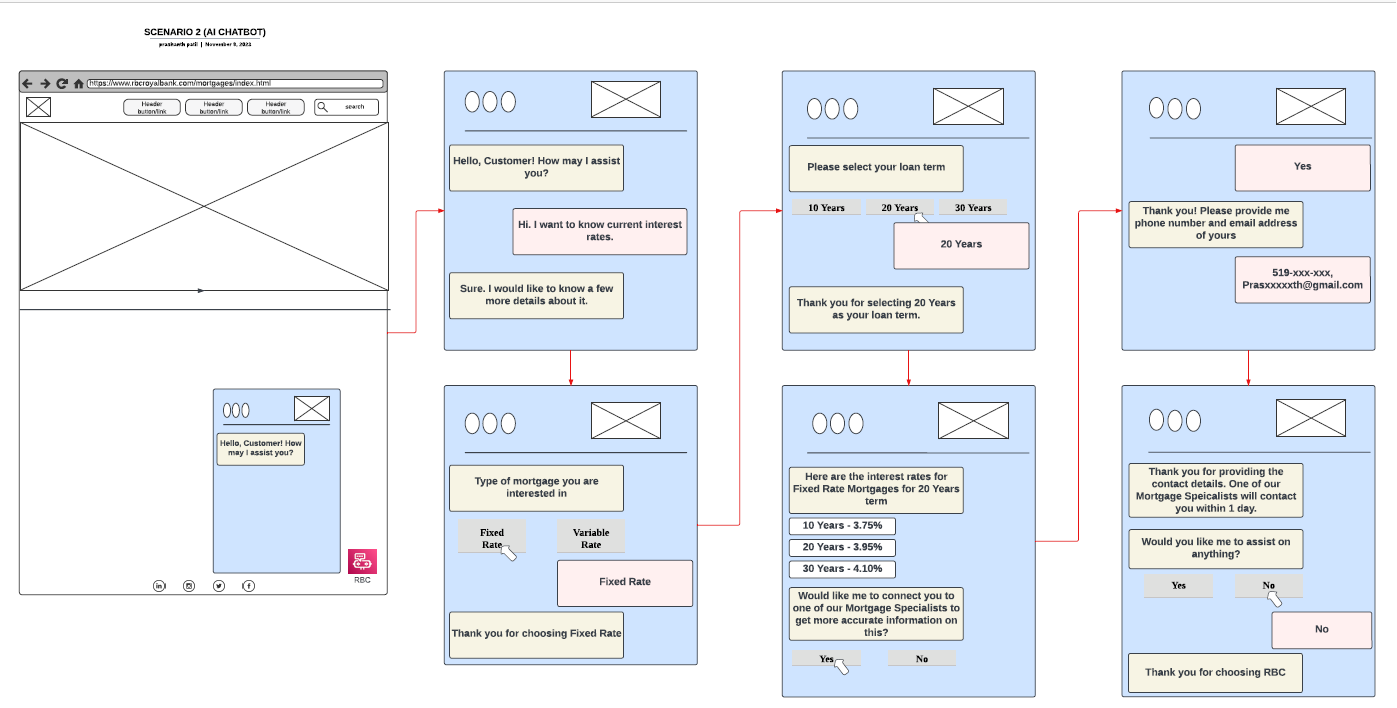 SCENARIO 2 (AI CHATBOT)
prashanth patil | November 9, 2023
https://www.rbcroyalbank.com/mortgages/index.html
Header
button/link
Header
button/link
Header
button/link
search
Hello, Customer! How
may I assist you?
RBC
Hello, Customer! How may I assist
you?
Hi. I want to know current interest
rates.
Sure. I would like to know a few
more details about it.
Type of mortgage you are
interested in
Fixed
Rate
Variable
Rate
Fixed Rate
Thank you for choosing Fixed Rate
Please select your loan term
10 Years
20 Years
30 Years
20 Years
Thank you for selecting 20 Years
as your loan term.
Here are the interest rates for
Fixed Rate Mortgages for 20 Years
term
10 Years - 3.75%
20 Years - 3.95%
30 Years - 4.10%
Would like me to connect you to
one of our Mortgage Specialists to
get more accurate information on
this?
Yes
No
Yes
Thank you! Please provide me
phone number and email address
of yours
519-xxx-xxx,
Prasxxxxxth@gmail.com
Thank you for providing the
contact details. One of our
Mortgage Speicalists will contact
you within 1 day.
Would you like me to assist on
anything?
Yes
No
No
Thank you for choosing RBC